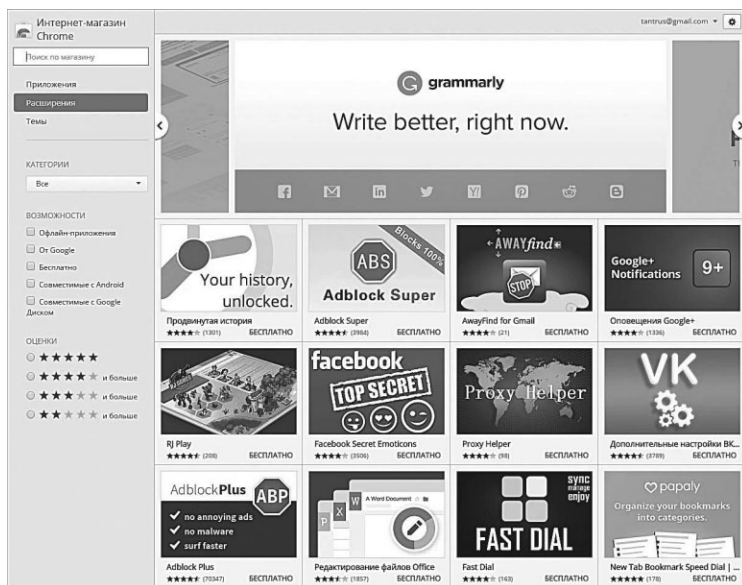 Интернет-магазин
Chrome
tantrus@gmail.com
Поиск по магазину
Приложения
Расширения
Темы
КАТЕГОРИИ
Все
ВОЗМОЖНОСТИ
Офлайн-приложения
От Google
Бесплатно
Совместимые с Android
Совместимые с Google
Диском
ОЦЕНКИ
и больше
и больше
и больше
grammarly
Write better, right now.
Your history,
unlocked.
Продвинутая история
(1301) БЕСПЛАТНО
ABS
Blocks 100%
Adblock Super
Adblock Super
(3984) БЕСПЛАТНО
AWAYfind
STOP
AwayFind for Gmail
(21) БЕСПЛАТНО
Google+
Notifications
9+
Оповещения Google+
(1336) БЕСПЛАТНО
RJ Play
(208) БЕСПЛАТНО
facebook
TOP SECRET
Facebook Secret Emoticons
(3506) БЕСПЛАТНО
Proxy Helper
Proxy Helper
(98) БЕСПЛАТНО
VK
Дополнительные настройки ВК...
(3789) БЕСПЛАТНО
AdblockPlus
ABP
no annoying ads
no malware
surf faster
Adblock Plus
(70347) БЕСПЛАТНО
A Word Document
P
X
W
Редактирование файлов Office
(1857) БЕСПЛАТНО
sync
manage
enjoy
FAST DIAL
Fast Dial
(163) БЕСПЛАТНО
papaly
Organize your bookmarks
into categories.
New Tab Bookmark Speed Dial | ...
(178) БЕСПЛАТНО